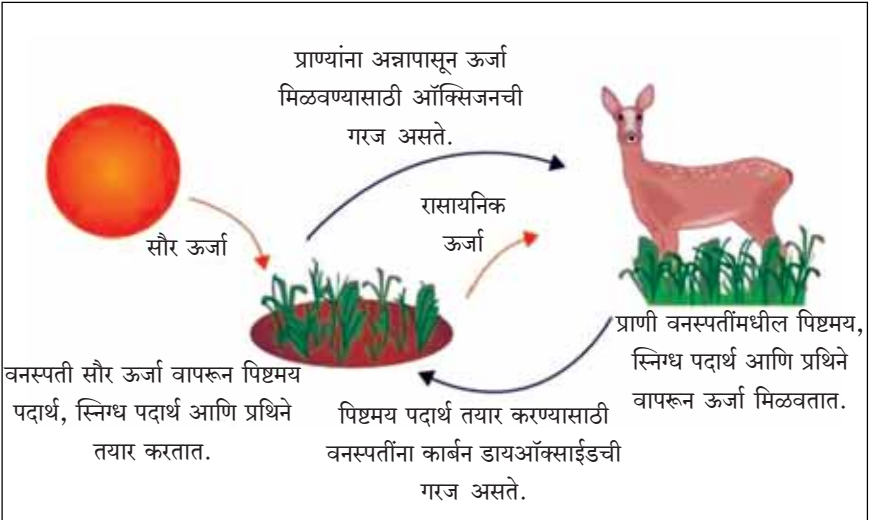 प्राण्यांना अन्नापासून ऊर्जा
मिळवण्यासाठी ऑक्सिजनची
गरज असते.
रासायनिक
ऊर्जा
सौर ऊर्जा
वनस्पती सौर ऊर्जा वापरून पिष्टमय
पदार्थ, स्निग्ध पदार्थ आणि प्रथिने
तयार करतात.
प्राणी वनस्पतींमधील पिष्टमय,
स्निग्ध पदार्थ आणि प्रथिने
वापरून ऊर्जा मिळवतात.
पिष्टमय पदार्थ तयार करण्यासाठी
वनस्पतींना कार्बन डायऑक्साईडची
गरज असते.